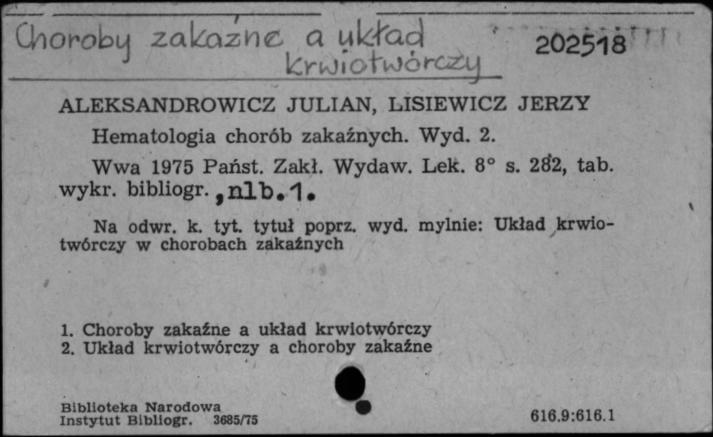 Choroby zakaźne a układ 202518
krwiotwórczy
ALEKSANDROWICZ JULIAN, LISIEWICZ JERZY
Hematologia chorób zakaźnych. Wyd. 2.
Wwa 1975 Państ. Zakł. Wydaw. Lek. 8° s. 282, tab.
wykr. bibliogr. , nlb. 1.
Na odwr. k. tyt. tytuł poprz. wyd. mylnie: Układ krwio-
twórczy w chorobach zakaźnych
1. Choroby zakaźne a układ krwiotwórczy
2. Układ krwiotwórczy a choroby zakaźne
Biblioteka Narodowa
Instytut Bibliogr. 3685/75 616.9:616.1